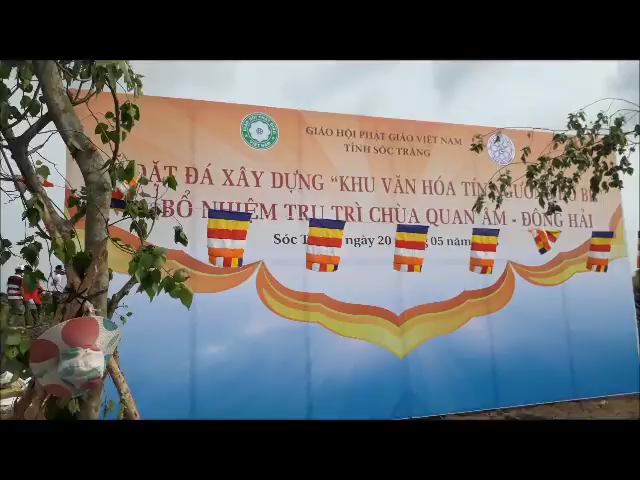 GIÁO HỘI PHẬT GIÁO VIỆT NAM
TỈNH SÓC TRĂNG
ĐẶT ĐÁ XÂY DỰNG "KHU VĂN HÓA TÍN
BỔ NHIỆM TRỤ TRÌ CHÙA QUAN ÂM - ĐÔNG HẢI
Sóc ngày 20 05 năm